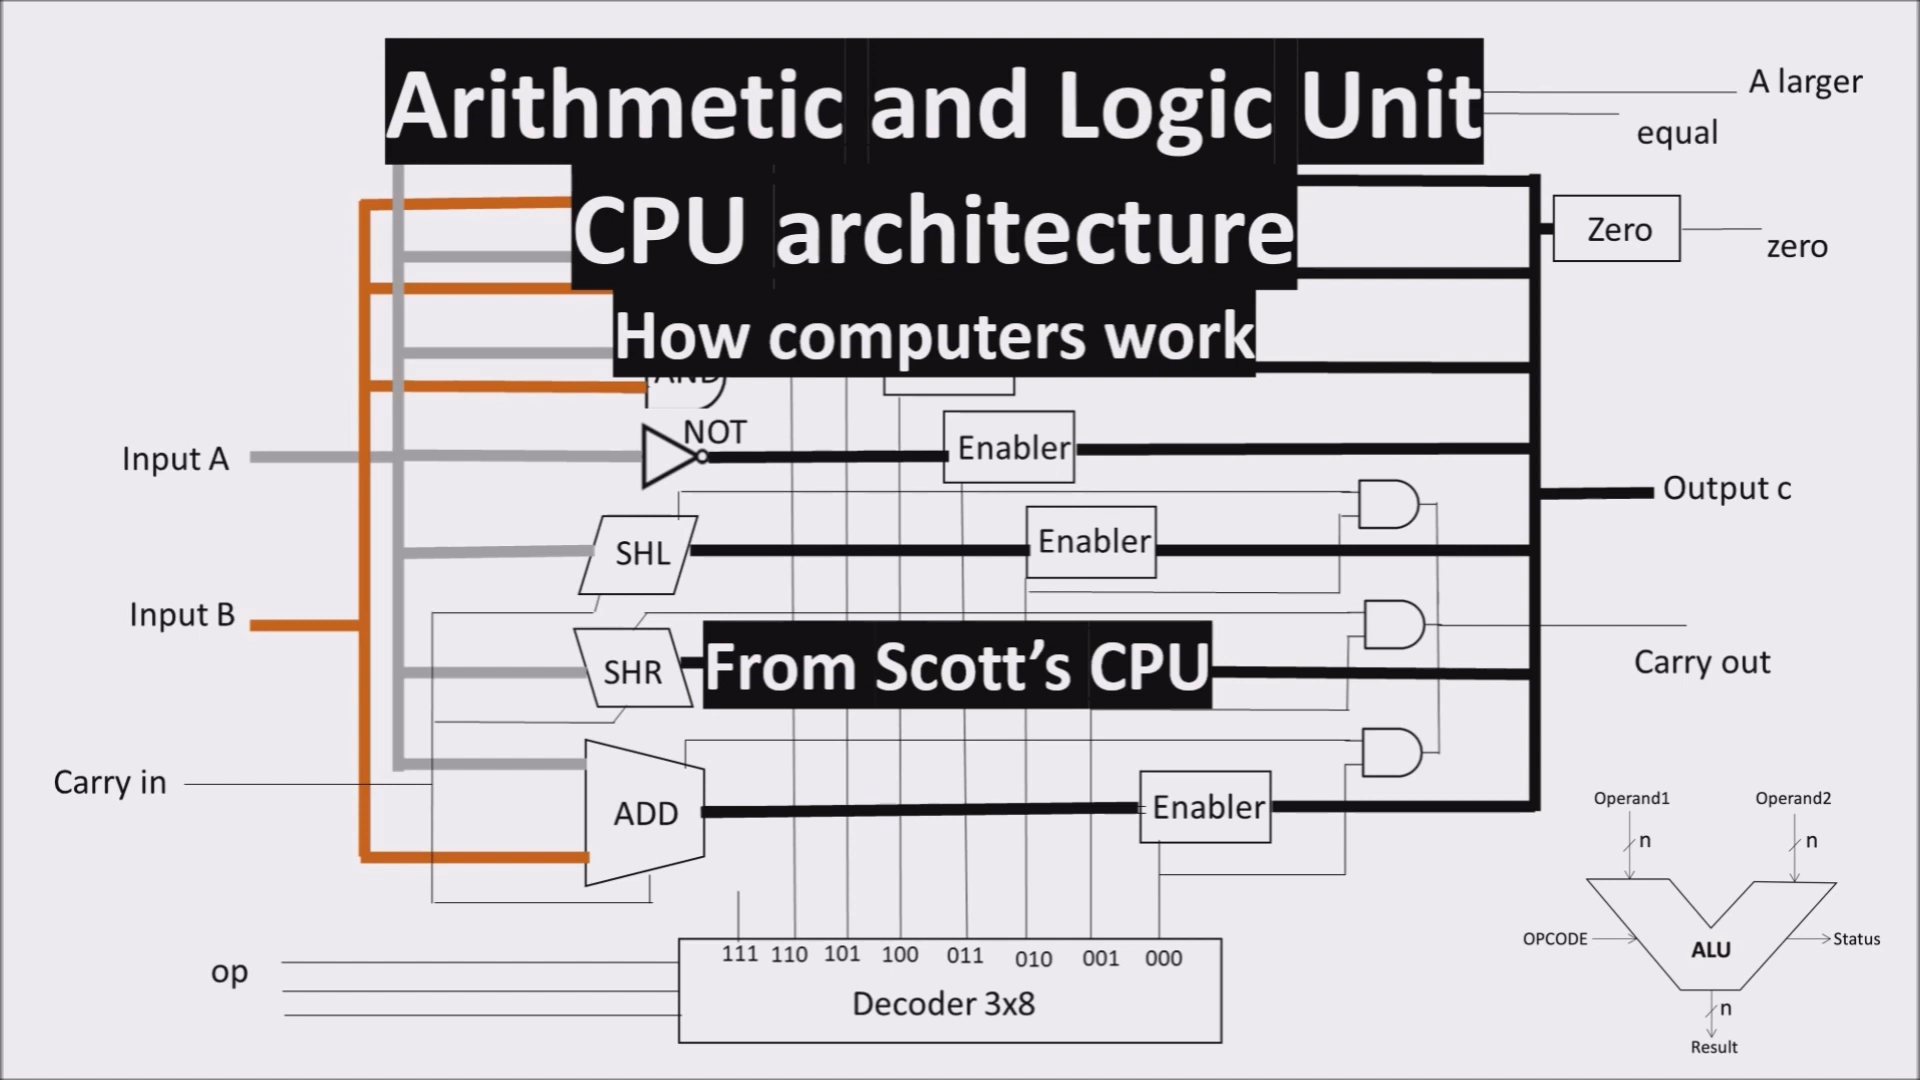 Arithmetic and Logic Unit
A larger
equal
CPU architecture
Zero
zero
How computers work
AND
NOT
Input A
Enabler
Output c
Enabler
SHL
Input B
SHR
From Scott’s CPU
Carry out
Carry in
ADD
Enabler
Operand1
Operand2
n
n
OPCODE
ALU
Status
n
Result
op
111 110 101 100 011 010 001 000
Decoder 3x8